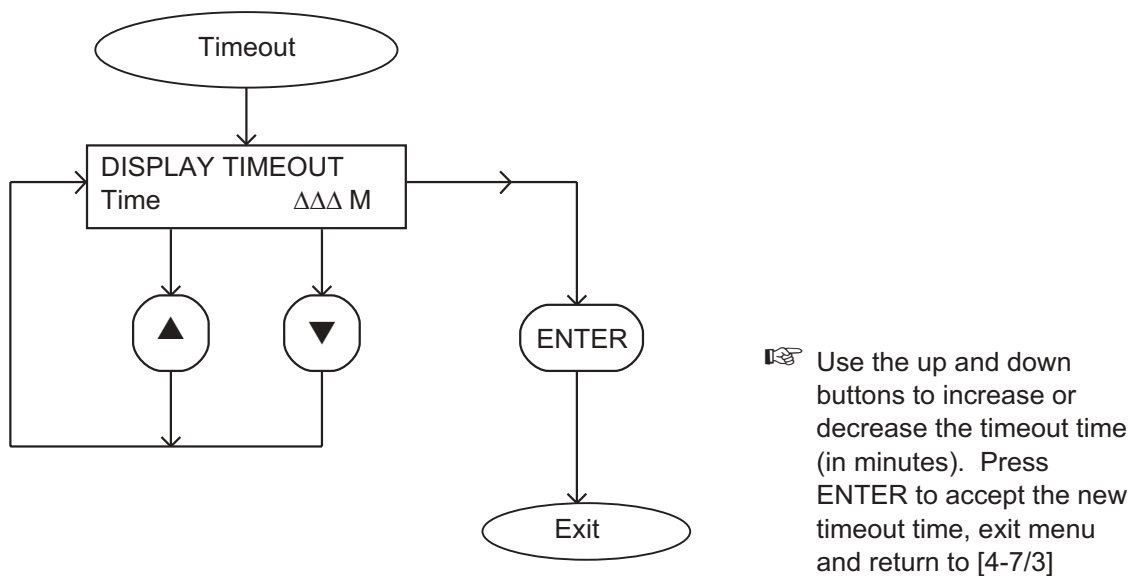 Timeout
DISPLAY TIMEOUT
Time ΔΔΔ M
▲ ▼
ENTER
Exit
☞ Use the up and down
buttons to increase or
decrease the timeout time
(in minutes).  Press
ENTER to accept the new
timeout time, exit menu
and return to [4-7/3]